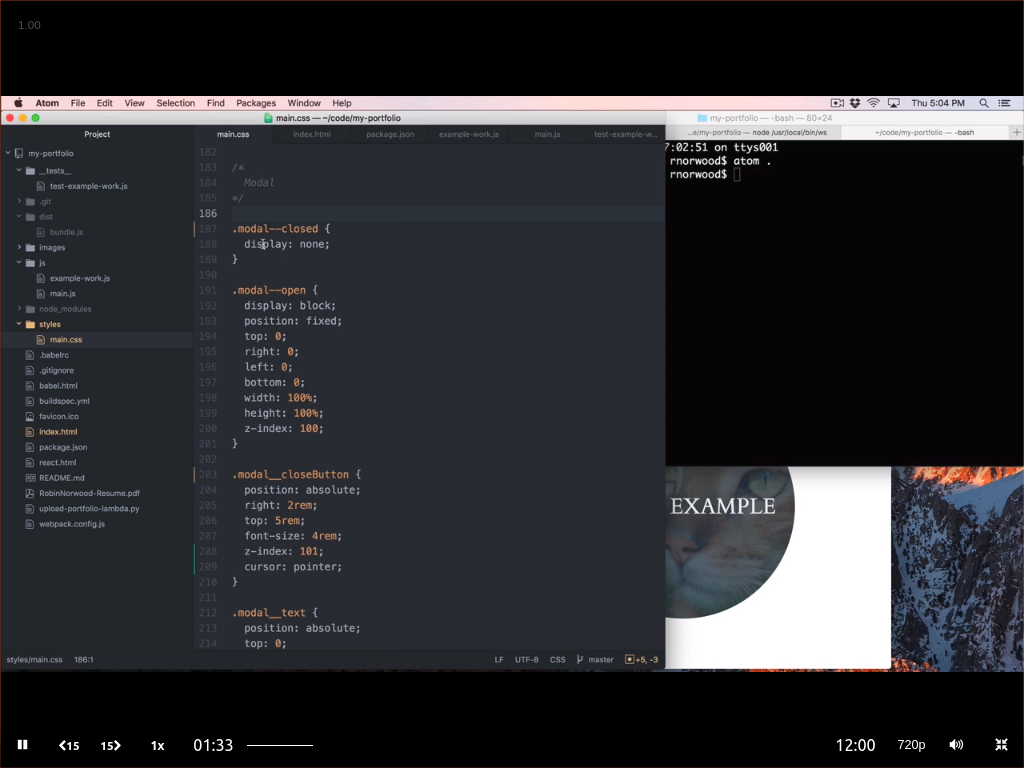 1.00
Atom File Edit View Selection Find Packages Window Help
Thu 5:04 PM
main.css — ~/code/my-portfolio
my-portfolio — -bash — 80×24
Project
main.css index.html package.json example-work.js main.js test-example-w...
...e/my-portfolio — node /usr/local/bin/ws ~/code/my-portfolio — -bash +
my-portfolio
__tests__
test-example-work.js
.git
dist
bundle.js
images
js
example-work.js
main.js
node_modules
styles
main.css
.babelrc
.gitignore
babel.html
buildspec.yml
favicon.ico
index.html
package.json
react.html
README.md
RobinNorwood-Resume.pdf
upload-portfolio-lambda.py
webpack.config.js
182
183 /*
184 Modal
185 */
186
187 .modal--closed {
188 display: none;
189 }
190
191 .modal--open {
192 display: block;
193 position: fixed;
194 top: 0;
195 right: 0;
196 left: 0;
197 bottom: 0;
198 width: 100%;
199 height: 100%;
200 z-index: 100;
201 }
202
203 .modal__closeButton {
204 position: absolute;
205 right: 2rem;
206 top: 5rem;
207 font-size: 4rem;
208 z-index: 101;
209 cursor: pointer;
210 }
211
212 .modal__text {
213 position: absolute;
214 top: 0;
7:02:51 on ttys001
rnorwood$ atom .
rnorwood$
EXAMPLE
styles/main.css 186:1 LF UTF-8 CSS master +5, -3
15 15 1x 01:33 12:00 720p